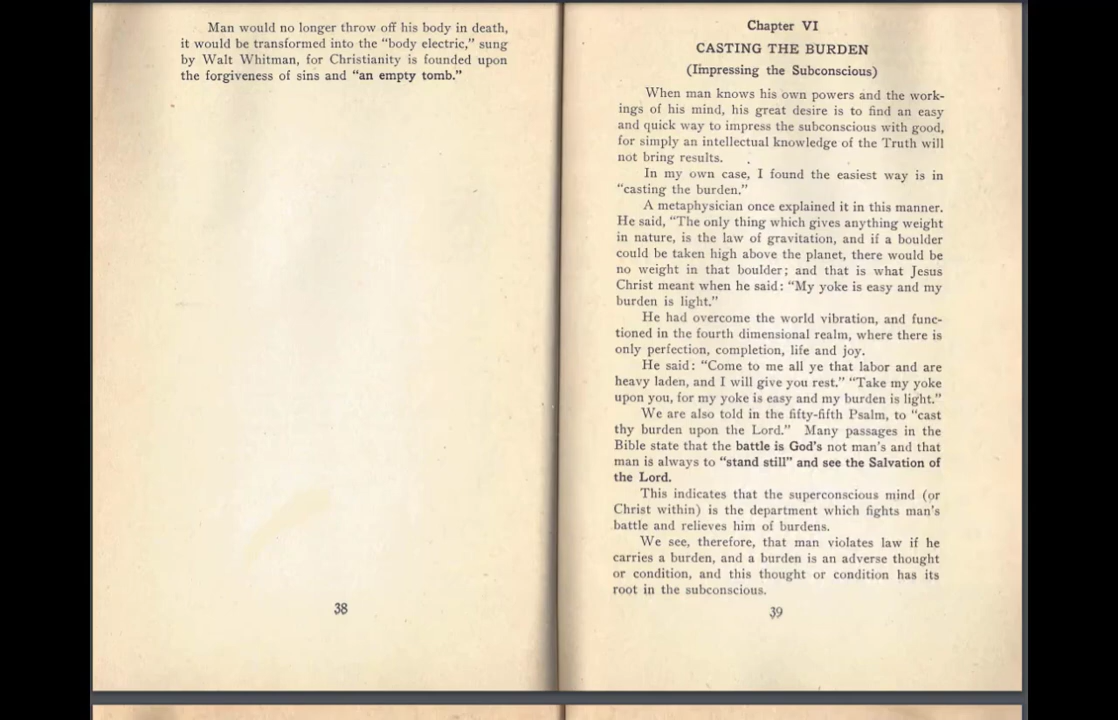 Man would no longer throw off his body in death,
it would be transformed into the “body electric,” sung
by Walt Whitman, for Christianity is founded upon
the forgiveness of sins and “an empty tomb.”
38
Chapter VI
CASTING THE BURDEN
(Impressing the Subconscious)
When man knows his own powers and the work-
ings of his mind, his great desire is to find an easy
and quick way to impress the subconscious with good,
for simply an intellectual knowledge of the Truth will
not bring results.
In my own case, I found the easiest way is in
“casting the burden.”
A metaphysician once explained it in this manner.
He said, “The only thing which gives anything weight
in nature, is the law of gravitation, and if a boulder
could be taken high above the planet, there would be
no weight in that boulder; and that is what Jesus
Christ meant when he said: “My yoke is easy and my
burden is light.”
He had overcome the world vibration, and func-
tioned in the fourth dimensional realm, where there is
only perfection, completion, life and joy.
He said: “Come to me all ye that labor and are
heavy laden, and I will give you rest.” “Take my yoke
upon you, for my yoke is easy and my burden is light.”
We are also told in the fifty-fifth Psalm, to “cast
thy burden upon the Lord.” Many passages in the
Bible state that the battle is God’s not man’s and that
man is always to “stand still” and see the Salvation of
the Lord.
This indicates that the superconscious mind (or
Christ within) is the department which fights man’s
battle and relieves him of burdens.
We see, therefore, that man violates law if he
carries a burden, and a burden is an adverse thought
or condition, and this thought or condition has its
root in the subconscious.
39